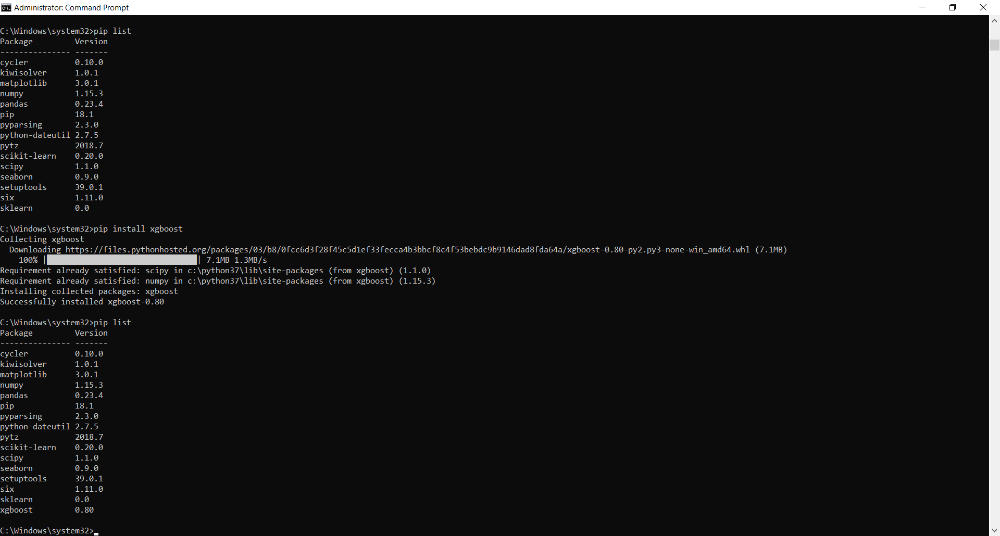 Administrator: Command Prompt
C:\Windows\system32>pip list
Package         Version
--------------- -------
cycler          0.10.0
kiwisolver      1.0.1
matplotlib      3.0.1
numpy           1.15.3
pandas          0.23.4
pip             18.1
pyparsing       2.3.0
python-dateutil 2.7.5
pytz            2018.7
scikit-learn    0.20.0
scipy           1.1.0
seaborn         0.9.0
setuptools      39.0.1
six             1.11.0
sklearn         0.0
C:\Windows\system32>pip install xgboost
Collecting xgboost
  Downloading https://files.pythonhosted.org/packages/03/b8/0fcc6d3f28f45c5d1ef33fecca4b3bbcf8c4f53bebdc9b9146dad8fda64a/xgboost-0.80-py2.py3-none-win_amd64.whl (7.1MB)
    100% |████████████████████████████████| 7.1MB 1.3MB/s
Requirement already satisfied: scipy in c:\python37\lib\site-packages (from xgboost) (1.1.0)
Requirement already satisfied: numpy in c:\python37\lib\site-packages (from xgboost) (1.15.3)
Installing collected packages: xgboost
Successfully installed xgboost-0.80
C:\Windows\system32>pip list
Package         Version
--------------- -------
cycler          0.10.0
kiwisolver      1.0.1
matplotlib      3.0.1
numpy           1.15.3
pandas          0.23.4
pip             18.1
pyparsing       2.3.0
python-dateutil 2.7.5
pytz            2018.7
scikit-learn    0.20.0
scipy           1.1.0
seaborn         0.9.0
setuptools      39.0.1
six             1.11.0
sklearn         0.0
xgboost         0.80
C:\Windows\system32>